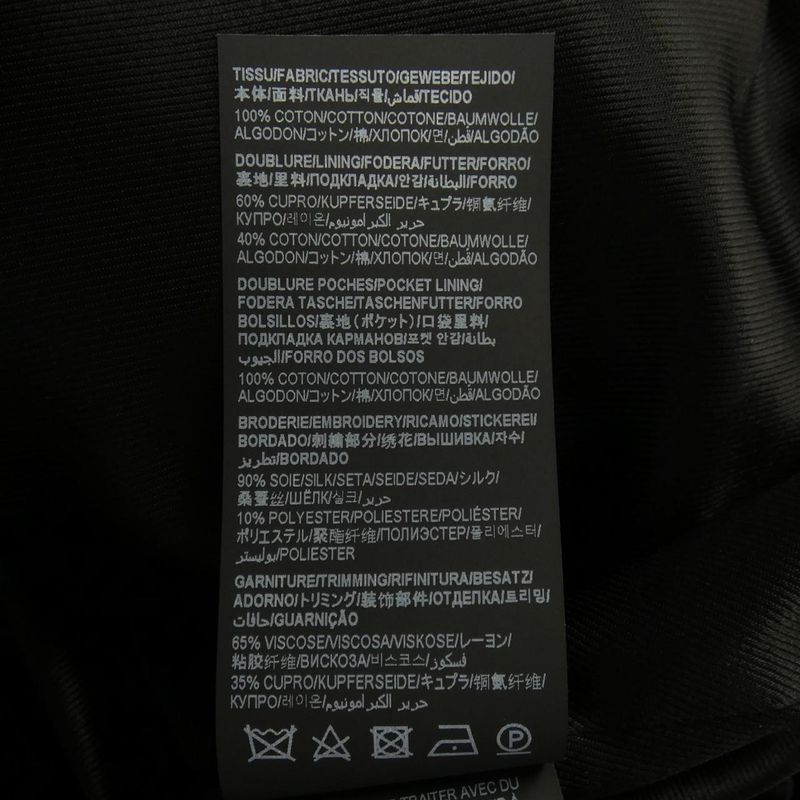 TISSU/FABRIC/TESSUTO/GEWEBE/TEJIDO/
本体/面料/ТКАНЬ/직물/قماش/TECIDO
100% COTON/COTTON/COTONE/BAUMWOLLE/
ALGODON/コットン/棉/ХЛОПОК/면/قطن/ALGODÃO
DOUBLURE/LINING/FODERA/FUTTER/FORRO/
裏地/里料/ПОДКЛАДКА/안감/البطانة/FORRO
60% CUPRO/KUPFERSEIDE/キュプラ/铜氨纤维/
КУПРО/레이온/حرير الكبرامونيوم
40% COTON/COTTON/COTONE/BAUMWOLLE/
ALGODON/コットン/棉/ХЛОПОК/면/قطن/ALGODÃO
DOUBLURE POCHES/POCKET LINING/
FODERA TASCHE/TASCHENFUTTER/FORRO
BOLSILLOS/裏地(ポケット)/口袋里料/
ПОДКЛАДКА КАРМАНОВ/포켓 안감/بطانة
الجيوب/FORRO DOS BOLSOS
100% COTON/COTTON/COTONE/BAUMWOLLE/
ALGODON/コットン/棉/ХЛОПОК/면/قطن/ALGODÃO
BRODERIE/EMBROIDERY/RICAMO/STICKEREI/
BORDADO/刺繍部分/绣花/ВЫШИВКА/자수/
تطريز/BORDADO
90% SOIE/SILK/SETA/SEIDE/SEDA/シルク/
桑蚕丝/ШЁЛК/실크/حرير
10% POLYESTER/POLIESTERE/POLIÉSTER/
ポリエステル/聚酯纤维/ПОЛИЭСТЕР/폴리에스터/
بوليستر/POLIESTER
GARNITURE/TRIMMING/RIFINITURA/BESATZ/
ADORNO/トリミング/装饰部件/ОТДЕЛКА/트리밍/
حافات/GUARNIÇÃO
65% VISCOSE/VISCOSA/VISKOSE/レーヨン/
粘胶纤维/ВИСКОЗА/비스코스/فسكوز
35% CUPRO/KUPFERSEIDE/キュプラ/铜氨纤维/
КУПРО/레이온/حرير الكبرامونيوم
P
TRAITER AVEC DU